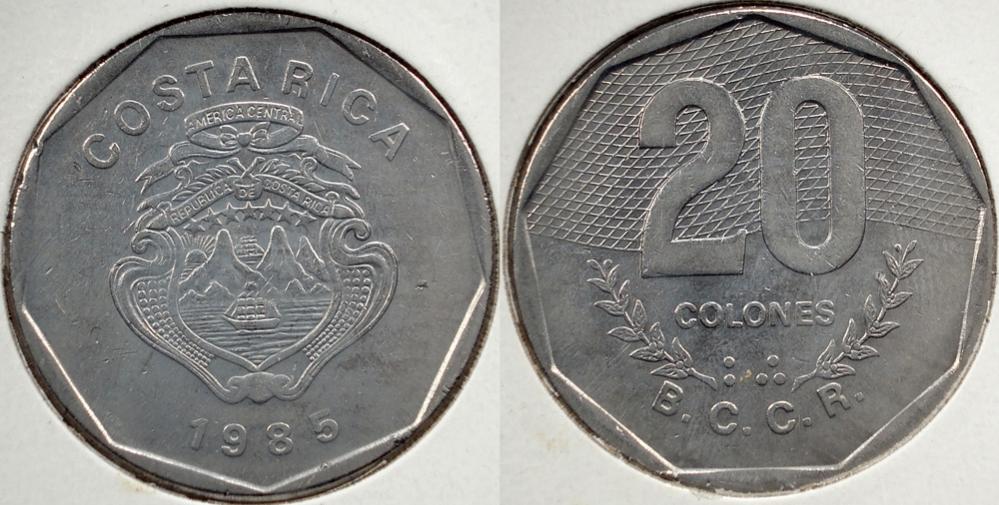 COSTA RICA
AMERICA CENTRAL
REPUBLICA DE COSTA RICA
1985
20
COLONES
B. C. C. R.